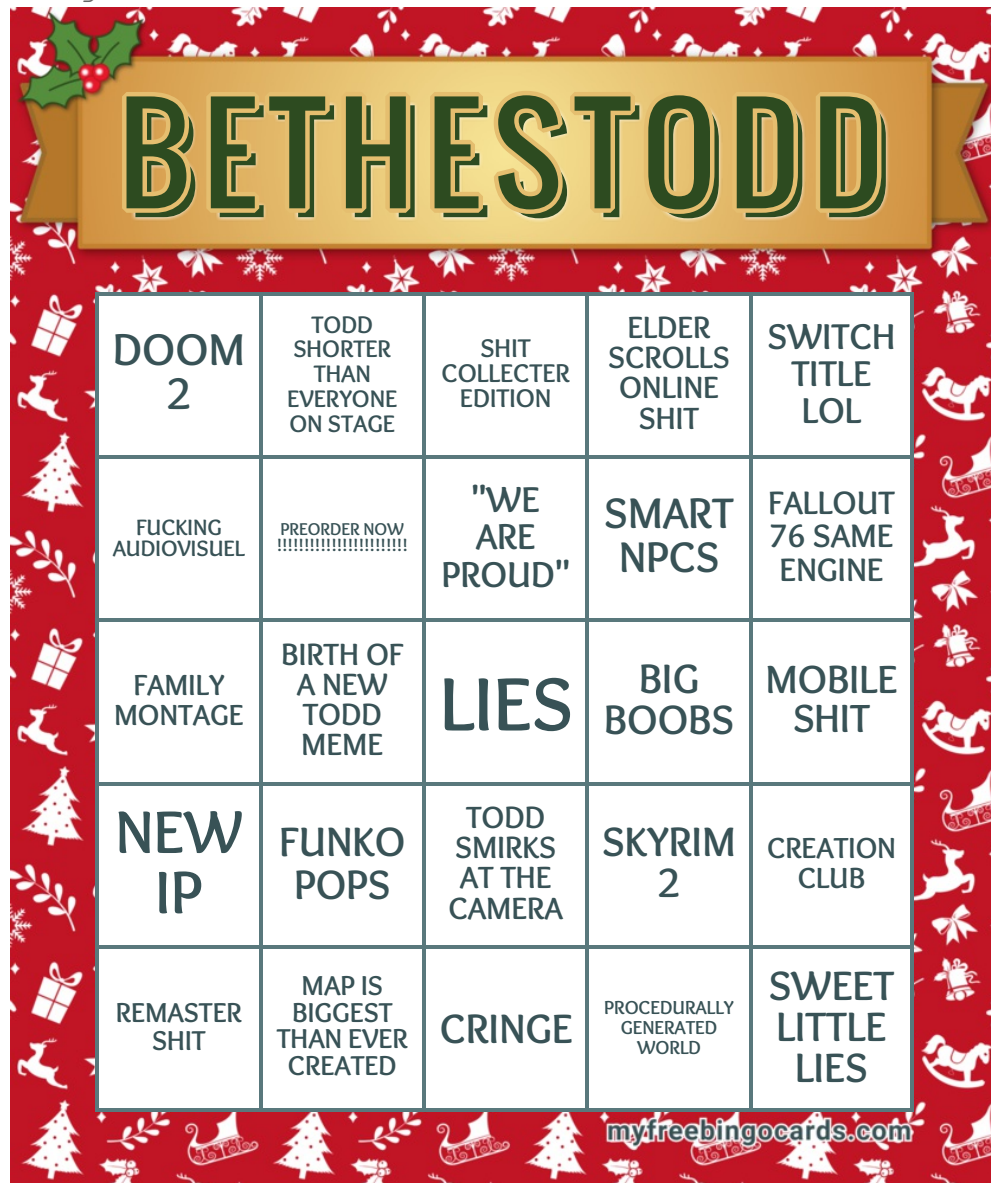 BETHESTODD
DOOM
2
TODD
SHORTER
THAN
EVERYONE
ON STAGE
SHIT
COLLECTER
EDITION
ELDER
SCROLLS
ONLINE
SHIT
SWITCH
TITLE
LOL
FUCKING
AUDIOVISUEL
PREORDER NOW
!!!!!!!!!!!!!!!!!!!!!!!!!
"WE
ARE
PROUD"
SMART
NPCS
FALLOUT
76 SAME
ENGINE
FAMILY
MONTAGE
BIRTH OF
A NEW
TODD
MEME
LIES
BIG
BOOBS
MOBILE
SHIT
NEW
IP
FUNKO
POPS
TODD
SMIRKS
AT THE
CAMERA
SKYRIM
2
CREATION
CLUB
REMASTER
SHIT
MAP IS
BIGGEST
THAN EVER
CREATED
CRINGE
PROCEDURALLY
GENERATED
WORLD
SWEET
LITTLE
LIES
myfreebingocards.com